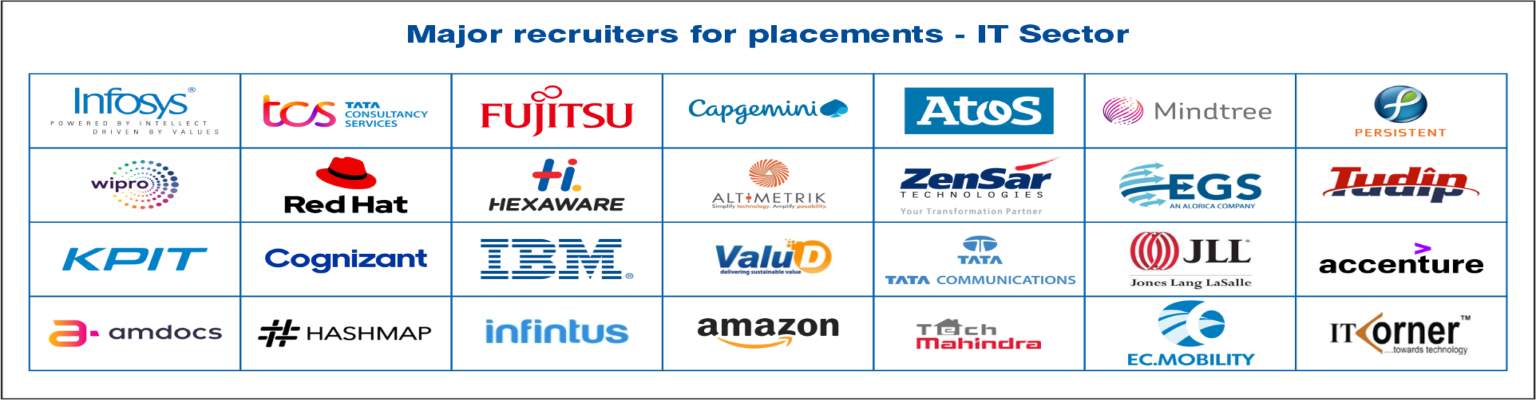 Major recruiters for placements - IT Sector
Infosys®
POWERED BY INTELLECT
DRIVEN BY VALUES
tcs TATA
CONSULTANCY
SERVICES
FUJITSU
Capgemini
Atos
Mindtree
PERSISTENT
wipro
Red Hat
Hi.
HEXAWARE
ALTIMETRIK
Simplify technology. Amplify possibility.
ZenSar
TECHNOLOGIES
Your Transformation Partner
EGS
AN ALORICA COMPANY
Tudip
KPIT
Cognizant
IBM®
ValuD
delivering sustainable value
TATA
TATA COMMUNICATIONS
JLL®
Jones Lang LaSalle
accenture
a amdocs
# HASHMAP
infintus
amazon
Tech
Mahindra
EC.MOBILITY
IT Corner™
....towards technology